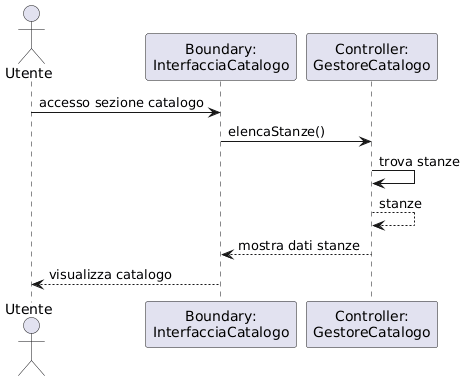 Utente
Boundary:
InterfacciaCatalogo
Controller:
GestoreCatalogo
accesso sezione catalogo
elencaStanze()
trova stanze
stanze
mostra dati stanze
visualizza catalogo
Utente
Boundary:
InterfacciaCatalogo
Controller:
GestoreCatalogo